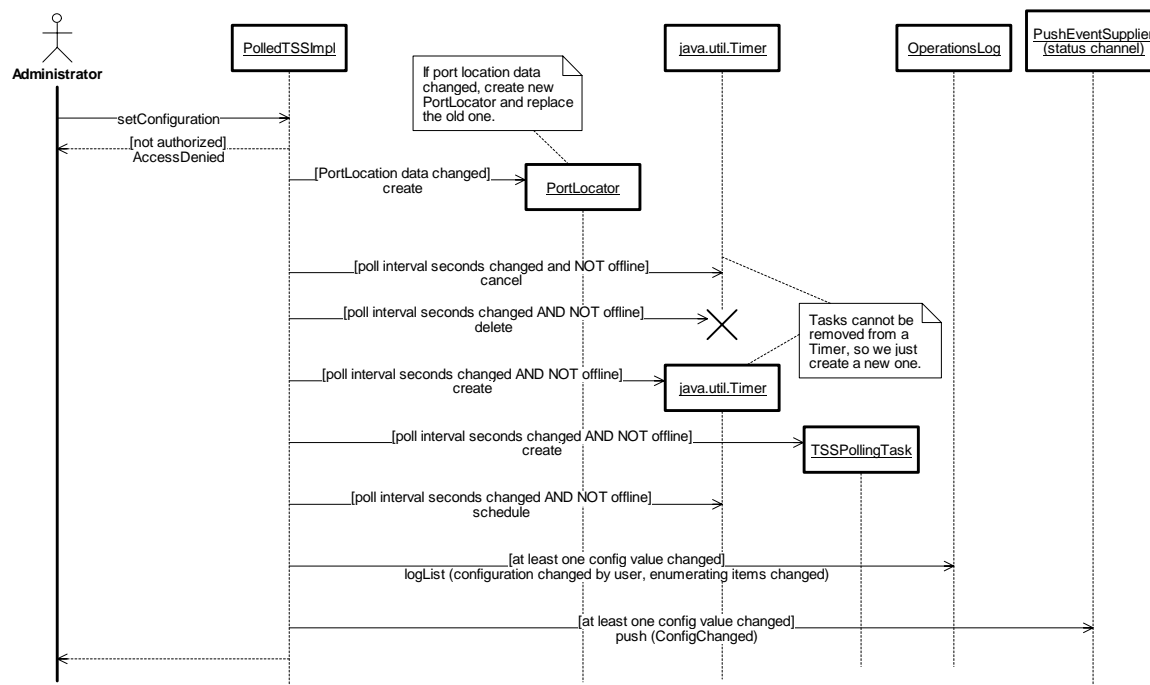 PolledTSSImpl
java.util.Timer
OperationsLog
PushEventSupplier
(status channel)
Administrator
If port location data
changed, create new
PortLocator and replace
the old one.
setConfiguration
[not authorized]
AccessDenied
[PortLocation data changed]
create
PortLocator
[poll interval seconds changed and NOT offline]
cancel
[poll interval seconds changed AND NOT offline]
delete
Tasks cannot be
removed from a
Timer, so we just
create a new one.
[poll interval seconds changed AND NOT offline]
create
java.util.Timer
[poll interval seconds changed AND NOT offline]
create
TSSPollingTask
[poll interval seconds changed AND NOT offline]
schedule
[at least one config value changed]
logList (configuration changed by user, enumerating items changed)
[at least one config value changed]
push (ConfigChanged)